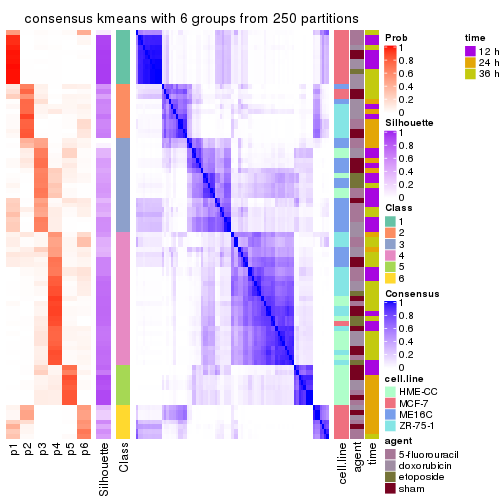 consensus kmeans with 6 groups from 250 partitions
Prob
1
0.8
0.6
0.4
0.2
0
time
12 h
24 h
36 h
Silhouette
1
0.8
0.6
0.4
0.2
0
Class
1
2
3
4
5
6
Consensus
1
0.8
0.6
0.4
0.2
0
cell.line
HME-CC
MCF-7
ME16C
ZR-75-1
agent
5-fluorouracil
doxorubicin
etoposide
sham
p1
p2
p3
p4
p5
p6
Silhouette
Class
cell.line
agent
time